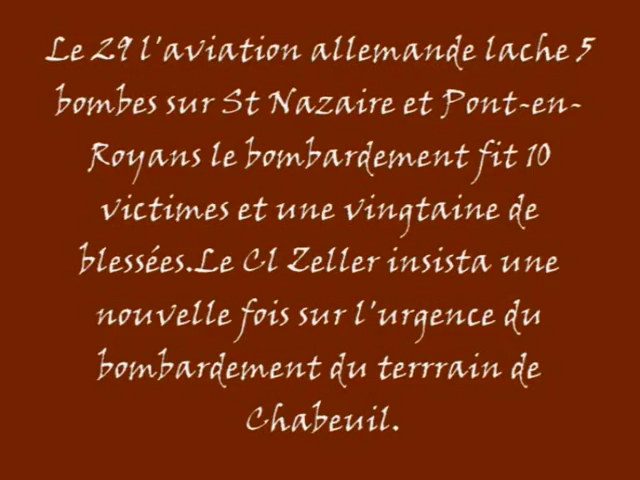 Le 29 l'aviation allemande lache 5
bombes sur St Nazaire et Pont-en-
Royans le bombardement fit 10
victimes et une vingtaine de
blessées.Le Cl Zeller insista une
nouvelle fois sur l'urgence du
bombardement du terrrain de
Chabeuil.